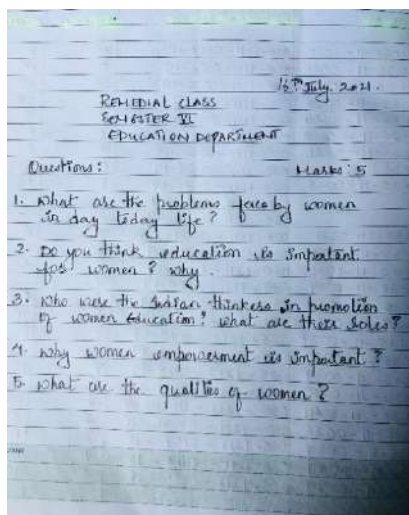 16th July. 2021.
REMEDIAL CLASS
SEMESTER VI
EDUCATION DEPARTMENT
Questions: Marks: 5
1. What are the problems face by women
in day today life?
2. Do you think education is important
for women? why.
3. Who were the Indian thinkers in promotion
of women Education? What are their roles?
4. Why women empowerment is important?
5. What are the qualities of women?